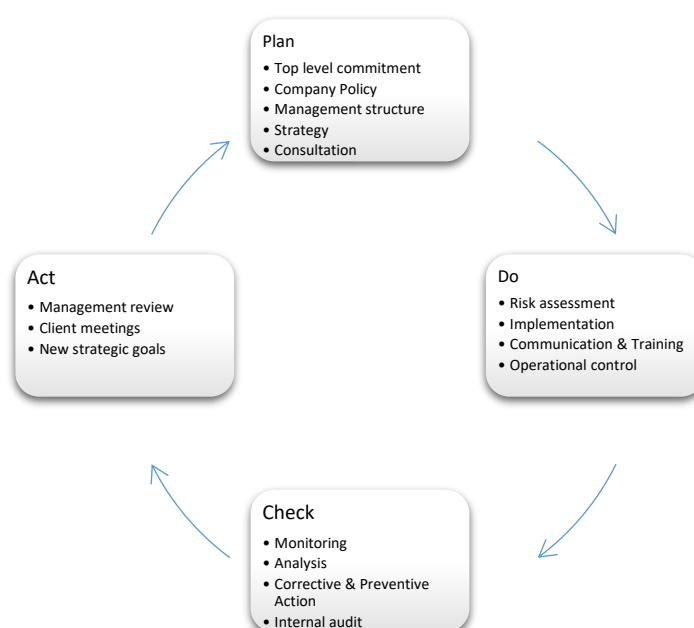 Plan
• Top level commitment
• Company Policy
• Management structure
• Strategy
• Consultation
Act
• Management review
• Client meetings
• New strategic goals
Do
• Risk assessment
• Implementation
• Communication & Training
• Operational control
Check
• Monitoring
• Analysis
• Corrective & Preventive
Action
• Internal audit